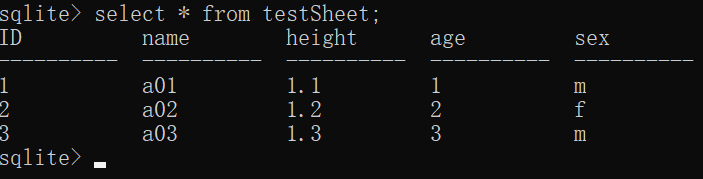 sqlite> select * from testSheet;
ID          name        height      age         sex
----------  ----------  ----------  ----------  ----------
1           a01         1.1         1           m
2           a02         1.2         2           f
3           a03         1.3         3           m
sqlite>